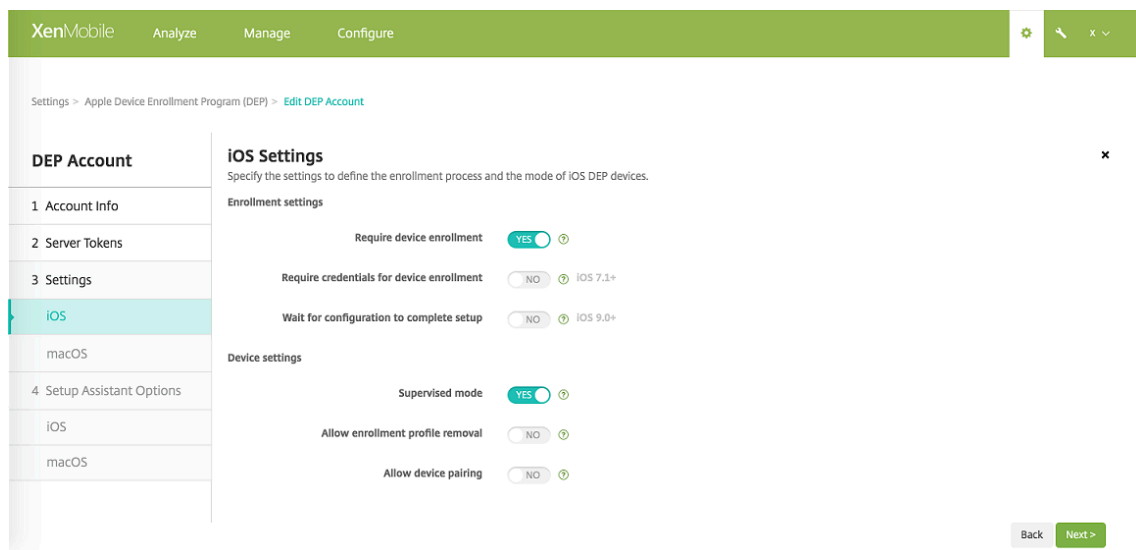 XenMobile Analyze Manage Configure x
Settings > Apple Device Enrollment Program (DEP) > Edit DEP Account
DEP Account
1 Account Info
2 Server Tokens
3 Settings
iOS
macOS
4 Setup Assistant Options
iOS
macOS
iOS Settings
Specify the settings to define the enrollment process and the mode of iOS DEP devices.
Enrollment settings
Require device enrollment YES ?
Require credentials for device enrollment NO ? iOS 7.1+
Wait for configuration to complete setup NO ? iOS 9.0+
Device settings
Supervised mode YES ?
Allow enrollment profile removal NO ?
Allow device pairing NO ?
Back Next >